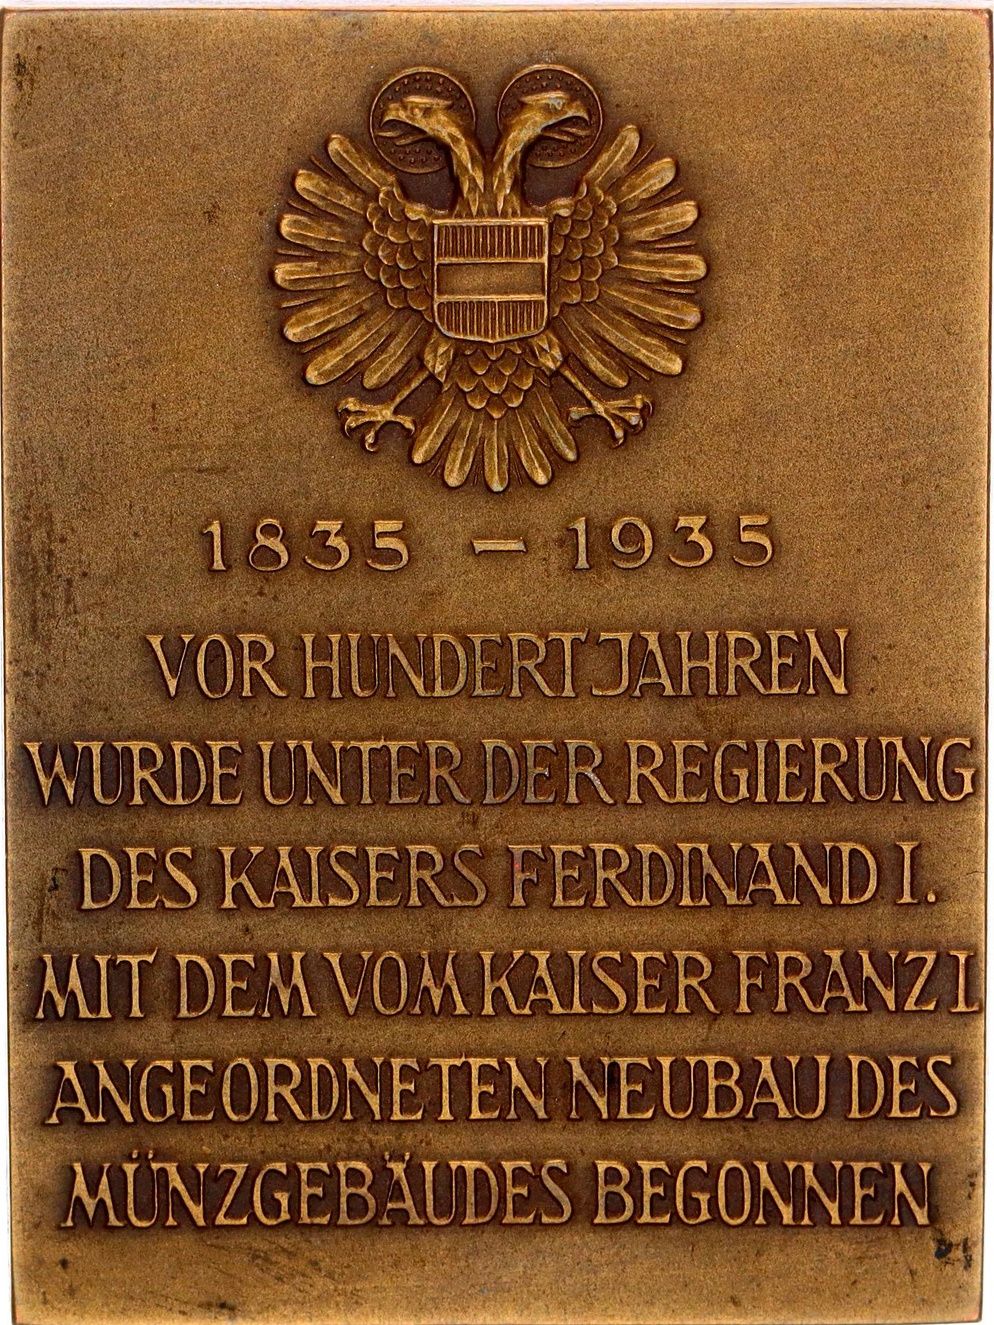 1835 – 1935
VOR HUNDERT JAHREN
WURDE UNTER DER REGIERUNG
DES KAISERS FERDINAND I.
MIT DEM VOM KAISER FRANZ I.
ANGEORDNETEN NEUBAU DES
MÜNZGEBÄUDES BEGONNEN